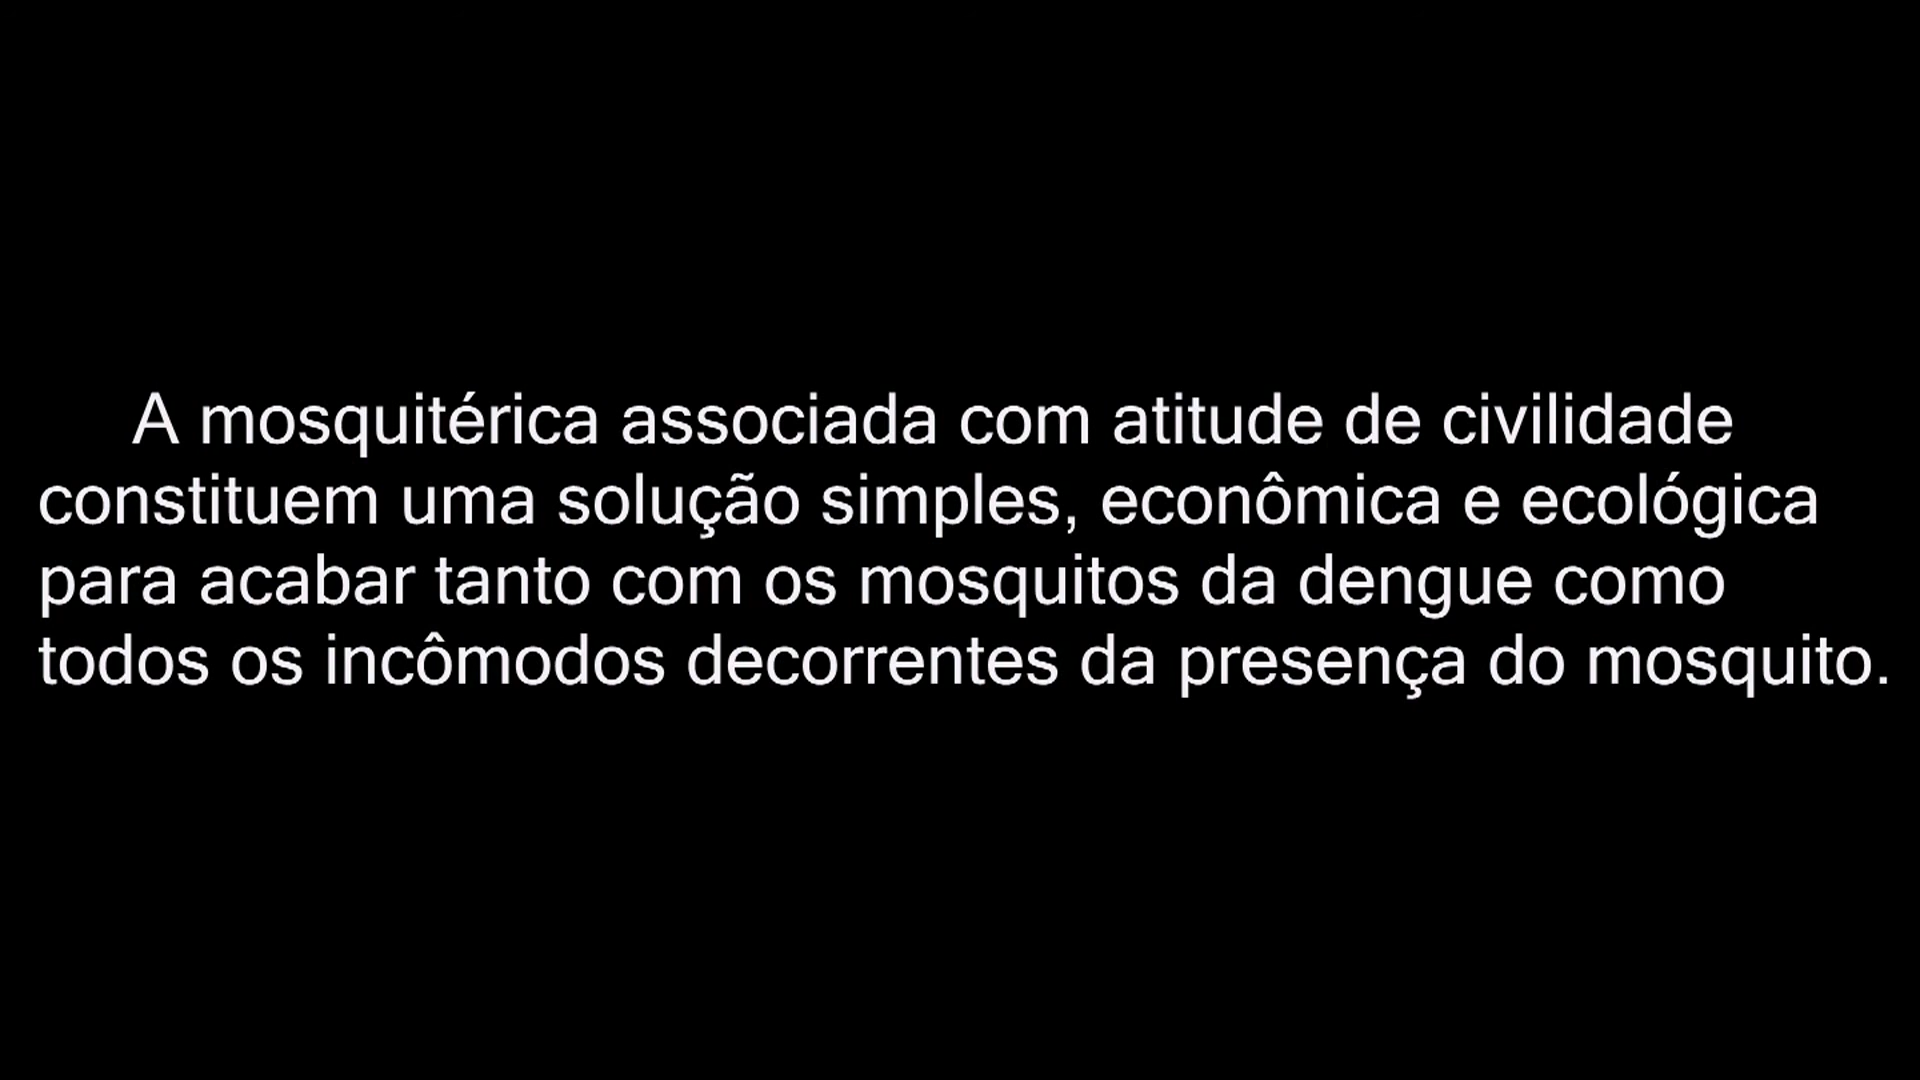 A mosquitérica associada com atitude de civilidade
constituem uma solução simples, econômica e ecológica
para acabar tanto com os mosquitos da dengue como
todos os incômodos decorrentes da presença do mosquito.